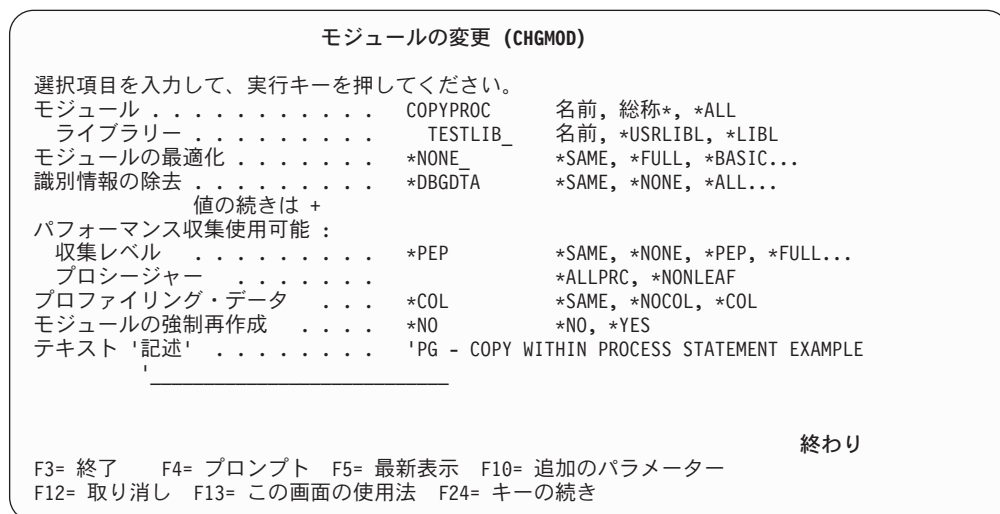 モジュールの変更 (CHGMOD)
選択項目を入力して、実行キーを押してください。
モジュール . . . . . . . . . . . COPYPROC 名前, 総称*, *ALL
ライブラリー . . . . . . . . . TESTLIB_ 名前, *USRLIBL, *LIBL
モジュールの最適化 . . . . . . . *NONE_ *SAME, *FULL, *BASIC...
識別情報の除去 . . . . . . . . . *DBGDTA *SAME, *NONE, *ALL...
値の続きは +
パフォーマンス収集使用可能 :
収集レベル . . . . . . . . . *PEP *SAME, *NONE, *PEP, *FULL...
プロシージャー . . . . . . . *ALLPRC, *NONLEAF
プロファイリング・データ . . . *COL *SAME, *NOCOL, *COL
モジュールの強制再作成 . . . . *NO *NO, *YES
テキスト '記述' . . . . . . . . . 'PG - COPY WITHIN PROCESS STATEMENT EXAMPLE
'____________________________
終わり
F3= 終了 F4= プロンプト F5= 最新表示 F10= 追加のパラメーター
F12= 取り消し F13= この画面の使用法 F24= キーの続き